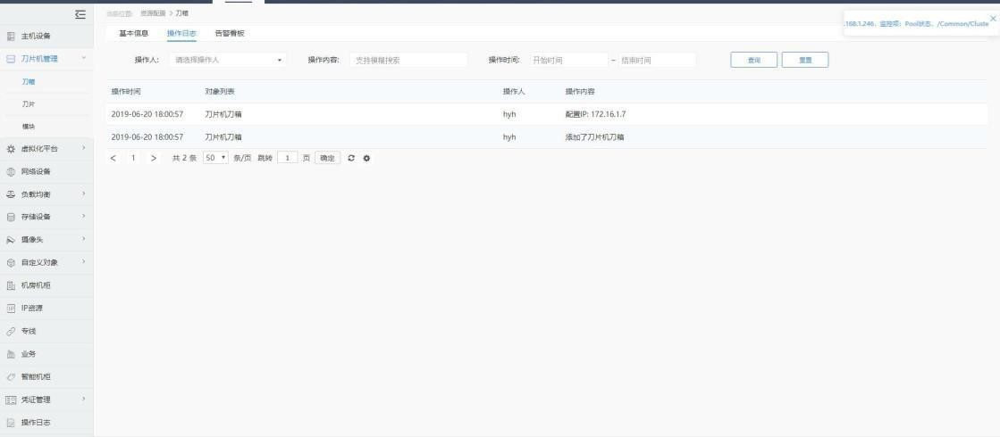 当前位置: 资源配置 > 刀箱
.168.1.246、监控项：Pool状态、/Common/Cluste
主机设备
刀片机管理
刀箱
刀片
模块
虚拟化平台
网络设备
负载均衡
存储设备
摄像头
自定义对象
机房机柜
IP资源
专线
业务
智能机柜
凭证管理
操作日志
基本信息 操作日志 告警看板
操作人: 请选择操作人 操作内容: 支持模糊搜索 操作时间: 开始时间 - 结束时间 查询 重置
操作时间 对象列表 操作人 操作内容
2019-06-20 18:00:57 刀片机刀箱 hyh 配置IP: 172.16.1.7
2019-06-20 18:00:57 刀片机刀箱 hyh 添加了刀片机刀箱
< 1 > 共 2 条 50 条/页 跳转 1 页 确定